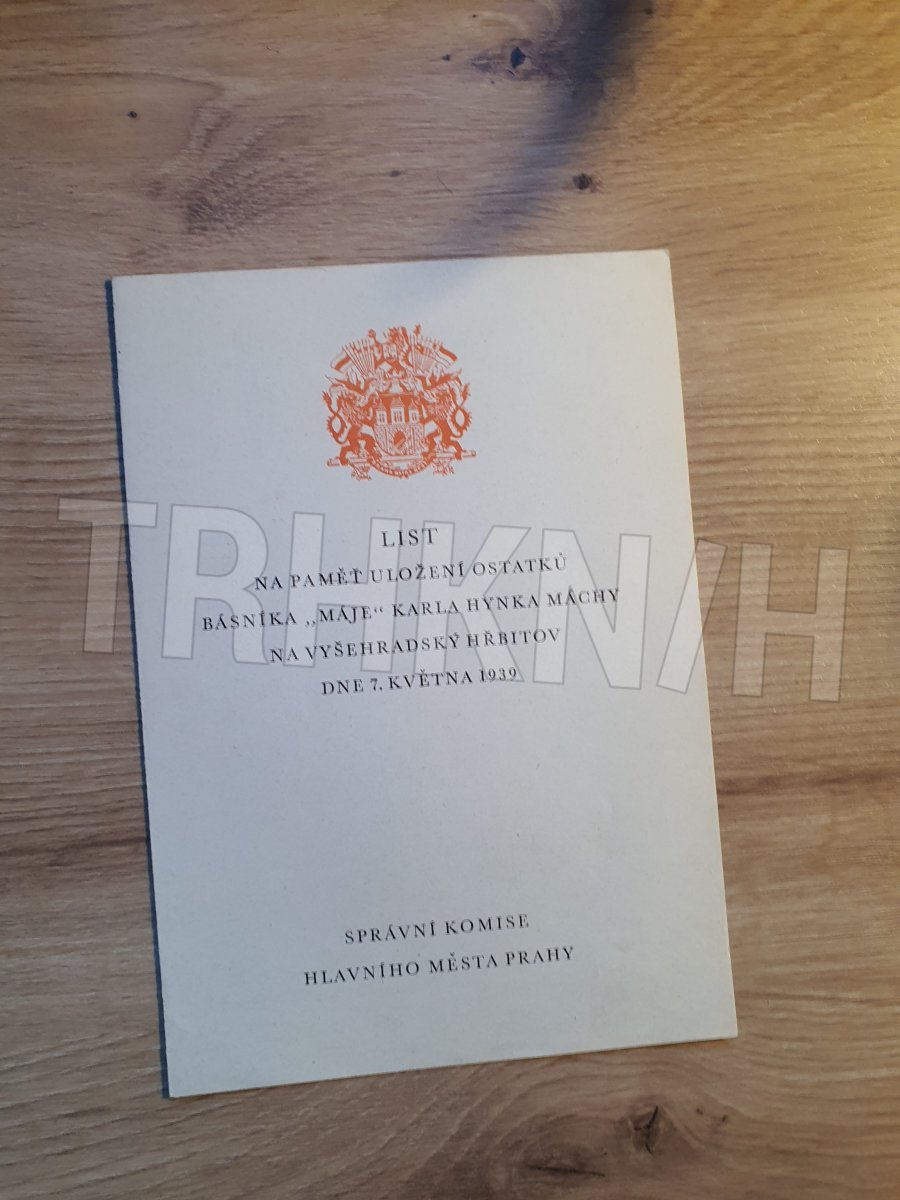 LIST
NA PAMĚŤ ULOŽENÍ OSTATKŮ
BÁSNÍKA „MÁJE“ KARLA HYNKA MÁCHY
NA VYŠEHRADSKÝ HŘBITOV
DNE 7. KVĚTNA 1939
TRHKN/H
SPRÁVNÍ KOMISE
HLAVNÍHO MĚSTA PRAHY